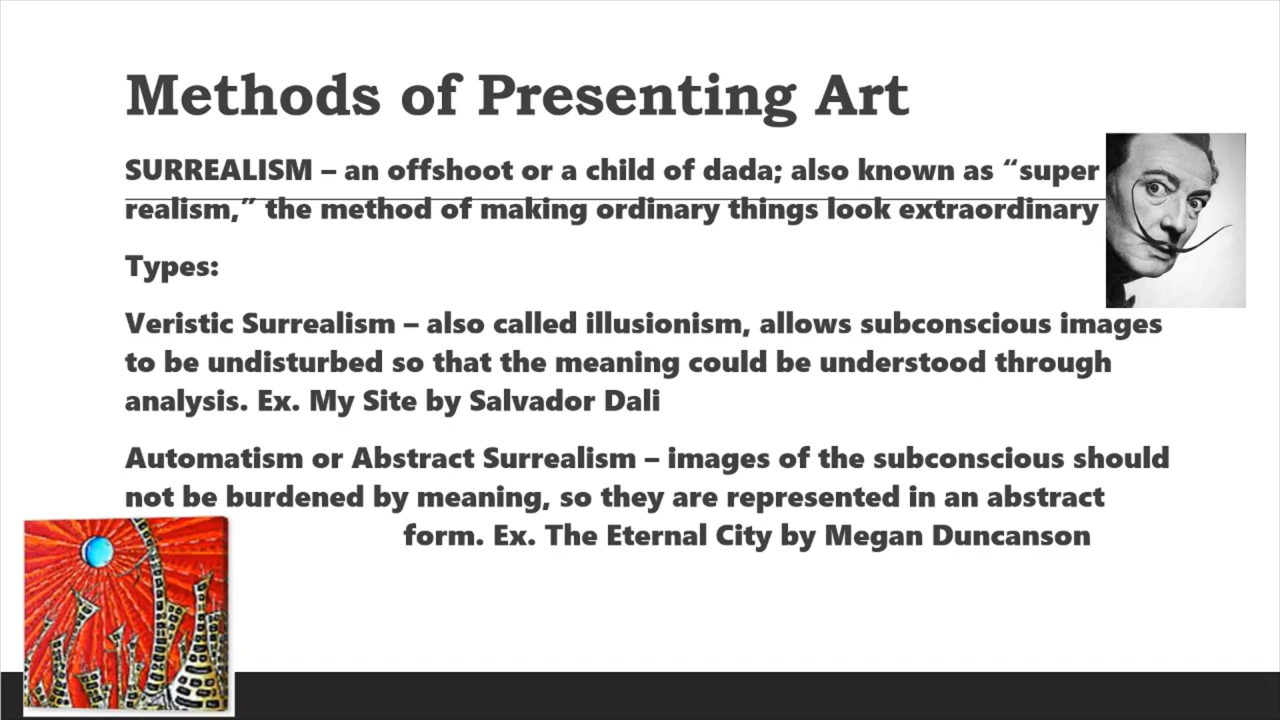 Methods of Presenting Art
SURREALISM – an offshoot or a child of dada; also known as “super
realism,” the method of making ordinary things look extraordinary
Types:
Veristic Surrealism – also called illusionism, allows subconscious images
to be undisturbed so that the meaning could be understood through
analysis. Ex. My Site by Salvador Dali
Automatism or Abstract Surrealism – images of the subconscious should
not be burdened by meaning, so they are represented in an abstract
form. Ex. The Eternal City by Megan Duncanson